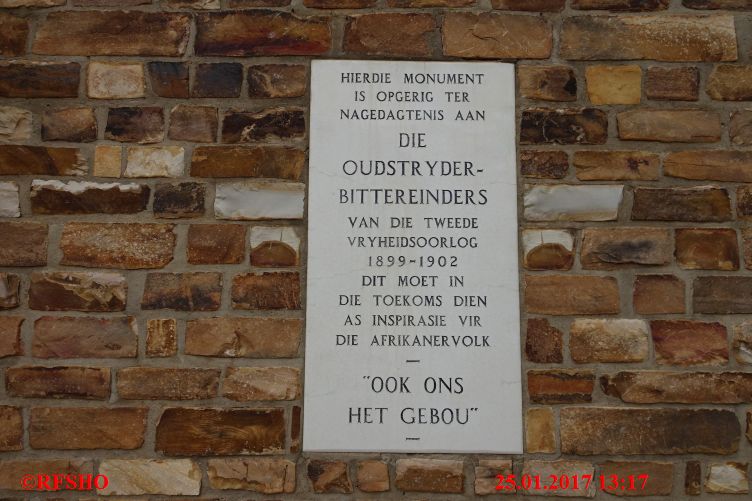 HIERDIE MONUMENT
IS OPGERIG TER
NAGEDAGTENIS AAN
DIE
OUDSTRYDER-
BITTEREINDERS
VAN DIE TWEEDE
VRYHEIDSOORLOG
1899-1902
DIT MOET IN
DIE TOEKOMS DIEN
AS INSPIRASIE VIR
DIE AFRIKANERVOLK
—
"OOK ONS
HET GEBOU"
—
©RFSHO
25.01.2017 13:17